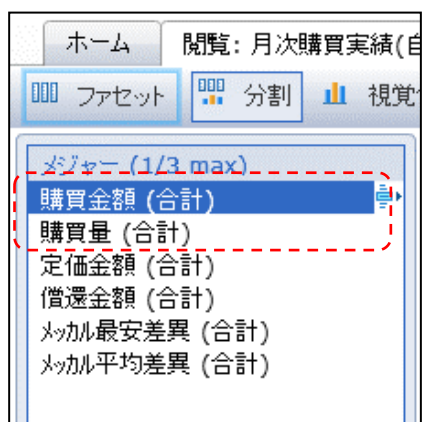 ホーム 閲覧: 月次購買実績(
ファセット 分割 視覚
メジャー (1/3 max)
購買金額 (合計)
購買量 (合計)
定価金額 (合計)
償還金額 (合計)
ﾒｯｶﾙ最安差異 (合計)
ﾒｯｶﾙ平均差異 (合計)